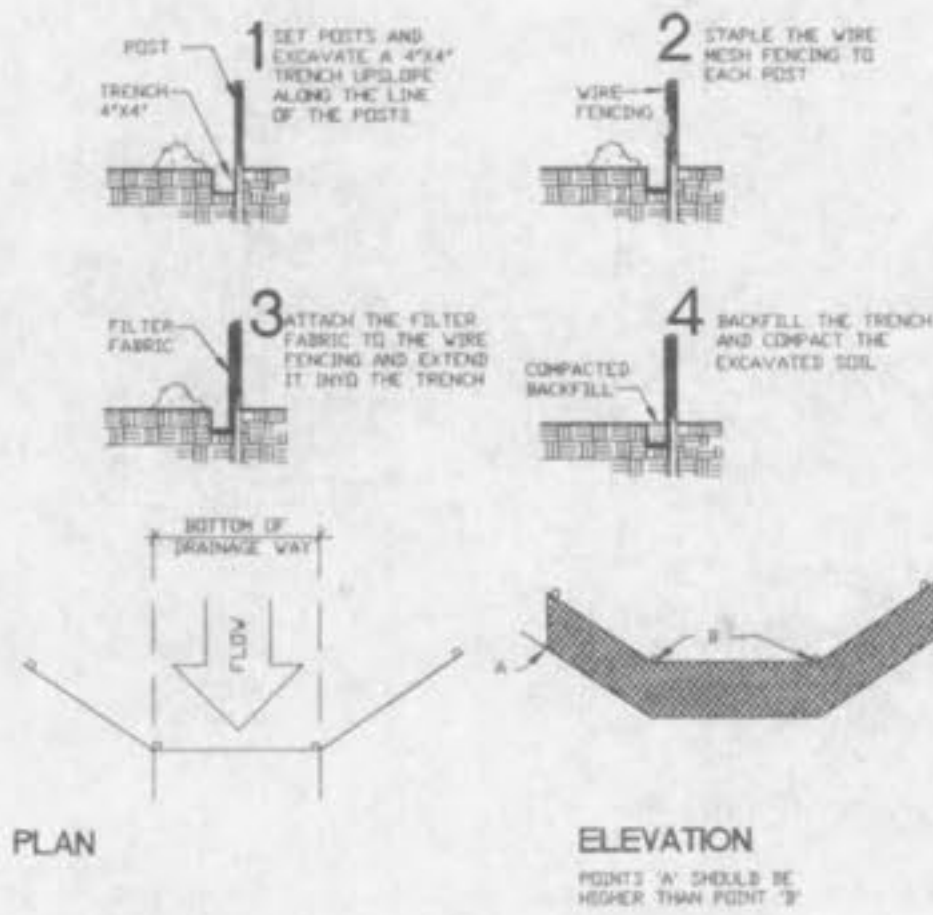 1
SET POSTS AND
EXCAVATE A 4"X4"
TRENCH UPSLOPE
ALONG THE LINE
OF THE POSTS
POST
TRENCH
4"X4"
2
STAPLE THE WIRE
MESH FENCING TO
EACH POST
WIRE
FENCING
3
ATTACH THE FILTER
FABRIC TO THE WIRE
FENCING AND EXTEND
IT INYO THE TRENCH
FILTER
FABRIC
4
BACKFILL THE TRENCH
AND COMPACT THE
EXCAVATED SOIL
COMPACTED
BACKFILL
BOTTOM OF
DRAINAGE WAY
FLOW
PLAN
A
B
ELEVATION
POINTS 'A' SHOULD BE
HIGHER THAN POINT 'B'